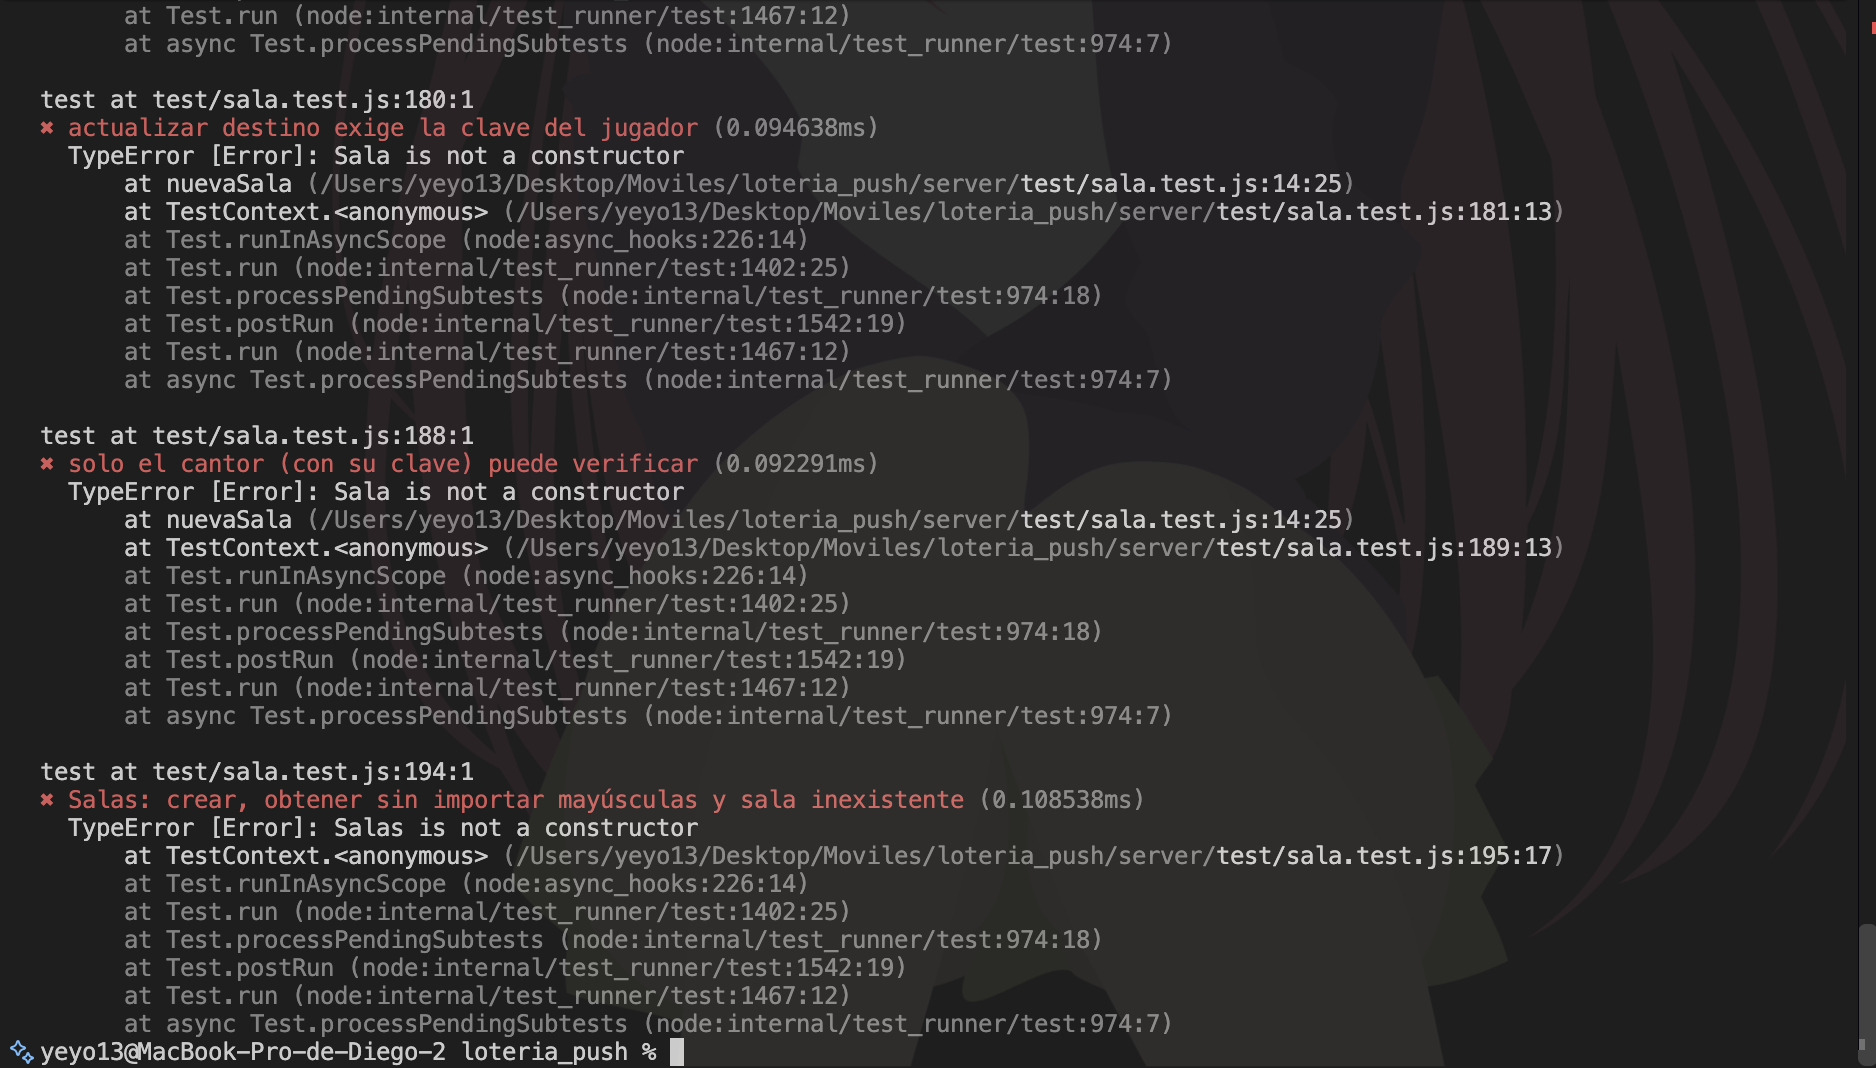 at Test.run (node:internal/test_runner/test:1467:12)
at async Test.processPendingSubtests (node:internal/test_runner/test:974:7)
test at test/sala.test.js:180:1
✖ actualizar destino exige la clave del jugador (0.094638ms)
TypeError [Error]: Sala is not a constructor
at nuevaSala (/Users/yeyo13/Desktop/Moviles/loteria_push/server/test/sala.test.js:14:25)
at TestContext.<anonymous> (/Users/yeyo13/Desktop/Moviles/loteria_push/server/test/sala.test.js:181:13)
at Test.runInAsyncScope (node:async_hooks:226:14)
at Test.run (node:internal/test_runner/test:1402:25)
at Test.processPendingSubtests (node:internal/test_runner/test:974:18)
at Test.postRun (node:internal/test_runner/test:1542:19)
at Test.run (node:internal/test_runner/test:1467:12)
at async Test.processPendingSubtests (node:internal/test_runner/test:974:7)
test at test/sala.test.js:188:1
✖ solo el cantor (con su clave) puede verificar (0.092291ms)
TypeError [Error]: Sala is not a constructor
at nuevaSala (/Users/yeyo13/Desktop/Moviles/loteria_push/server/test/sala.test.js:14:25)
at TestContext.<anonymous> (/Users/yeyo13/Desktop/Moviles/loteria_push/server/test/sala.test.js:189:13)
at Test.runInAsyncScope (node:async_hooks:226:14)
at Test.run (node:internal/test_runner/test:1402:25)
at Test.processPendingSubtests (node:internal/test_runner/test:974:18)
at Test.postRun (node:internal/test_runner/test:1542:19)
at Test.run (node:internal/test_runner/test:1467:12)
at async Test.processPendingSubtests (node:internal/test_runner/test:974:7)
test at test/sala.test.js:194:1
✖ Salas: crear, obtener sin importar mayúsculas y sala inexistente (0.108538ms)
TypeError [Error]: Salas is not a constructor
at TestContext.<anonymous> (/Users/yeyo13/Desktop/Moviles/loteria_push/server/test/sala.test.js:195:17)
at Test.runInAsyncScope (node:async_hooks:226:14)
at Test.run (node:internal/test_runner/test:1402:25)
at Test.processPendingSubtests (node:internal/test_runner/test:974:18)
at Test.postRun (node:internal/test_runner/test:1542:19)
at Test.run (node:internal/test_runner/test:1467:12)
at async Test.processPendingSubtests (node:internal/test_runner/test:974:7)
yeyo13@MacBook-Pro-de-Diego-2 loteria_push %